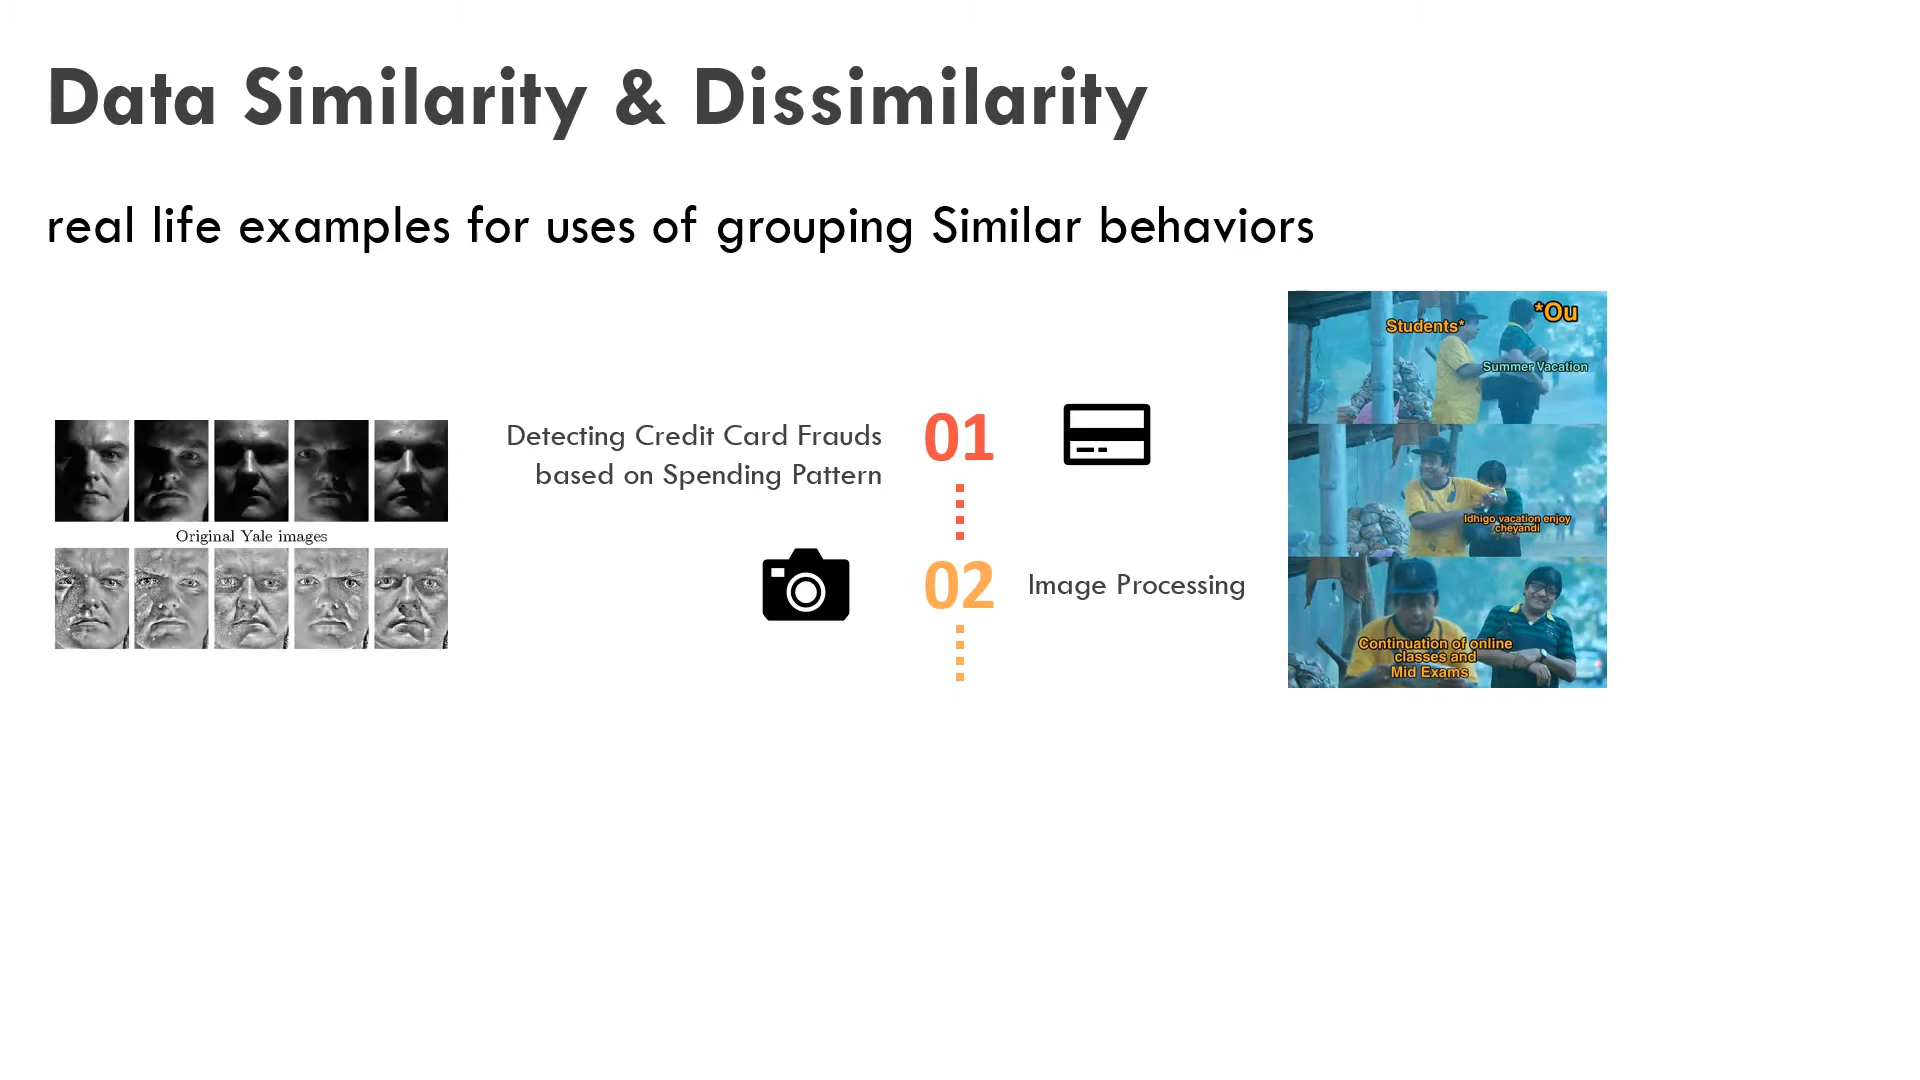 Data Similarity & Dissimilarity
real life examples for uses of grouping Similar behaviors
Original Yale images
Detecting Credit Card Frauds
based on Spending Pattern
01
02
Image Processing
*Ou
Students*
Summer Vacation
Idhigo vacation enjoy
cheyandi
Continuation of online
classes and
Mid Exams